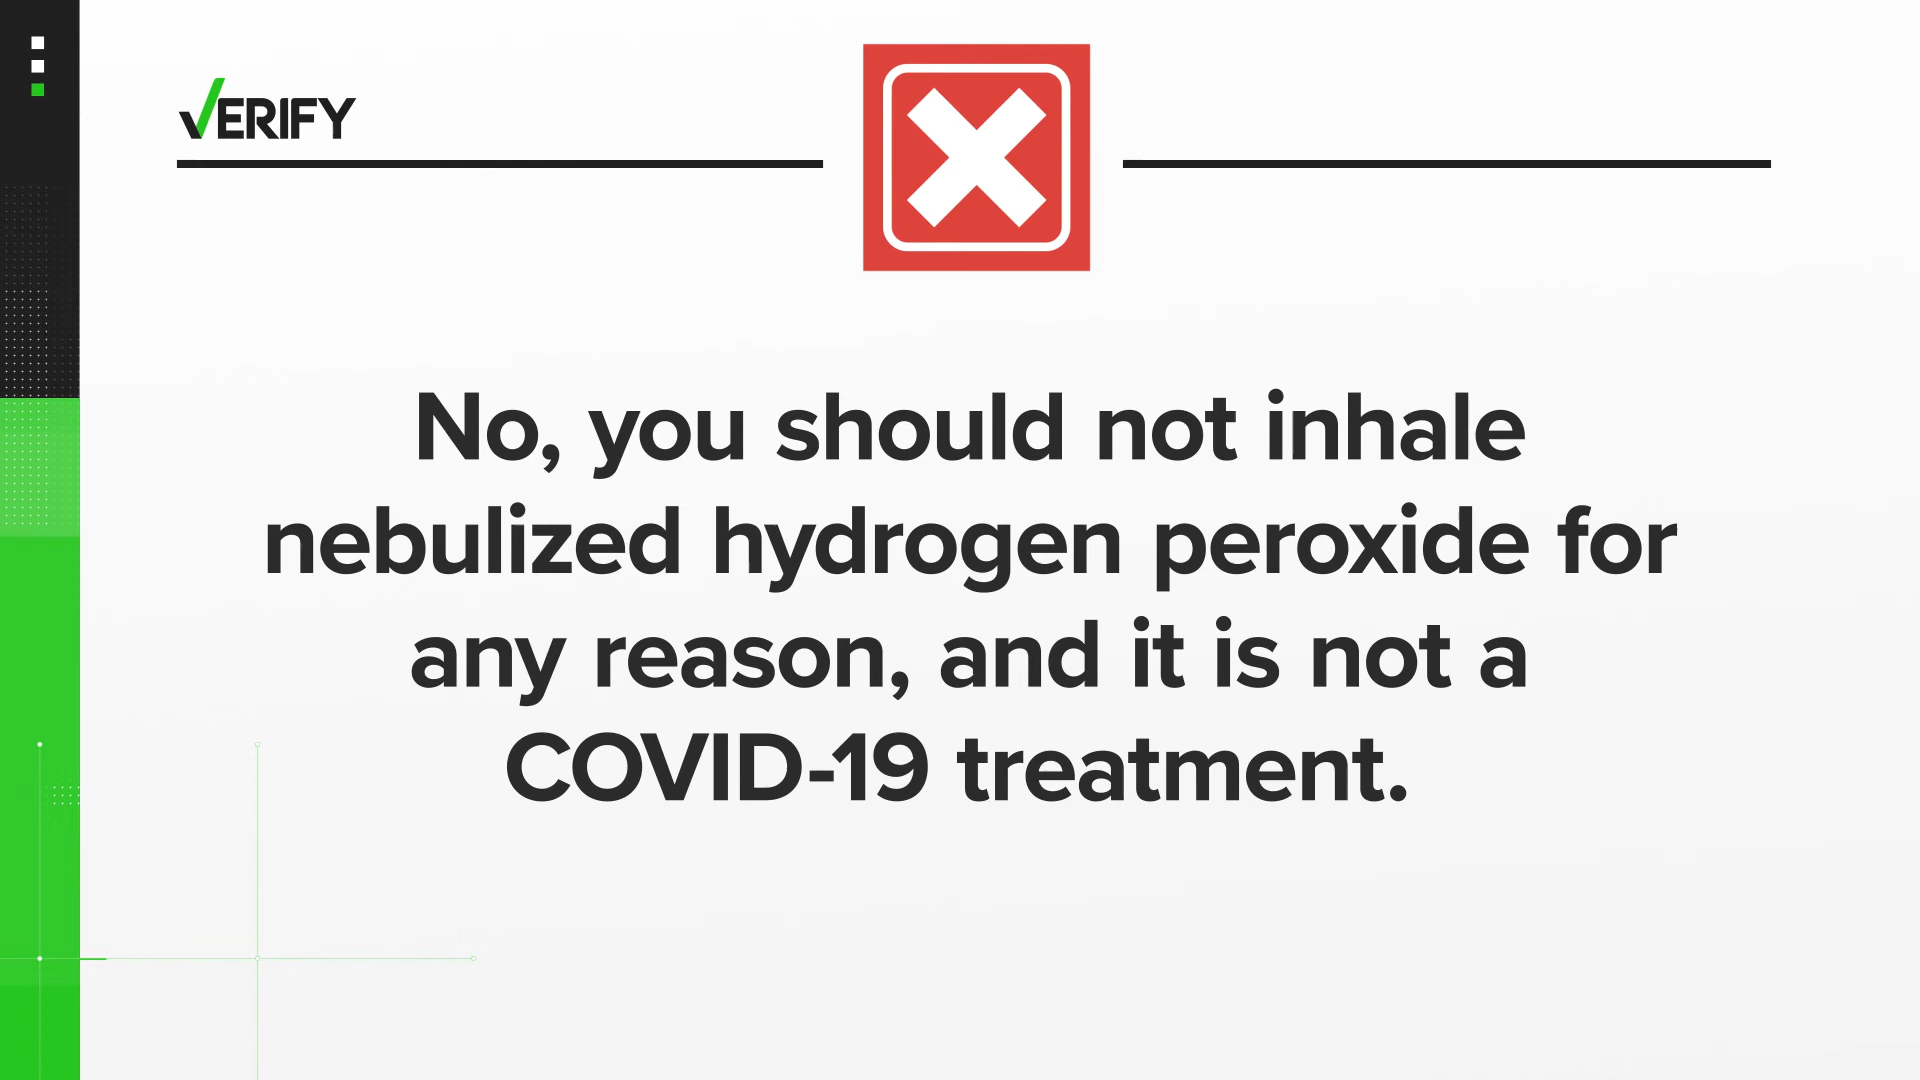 VERIFY
No, you should not inhale
nebulized hydrogen peroxide for
any reason, and it is not a
COVID-19 treatment.